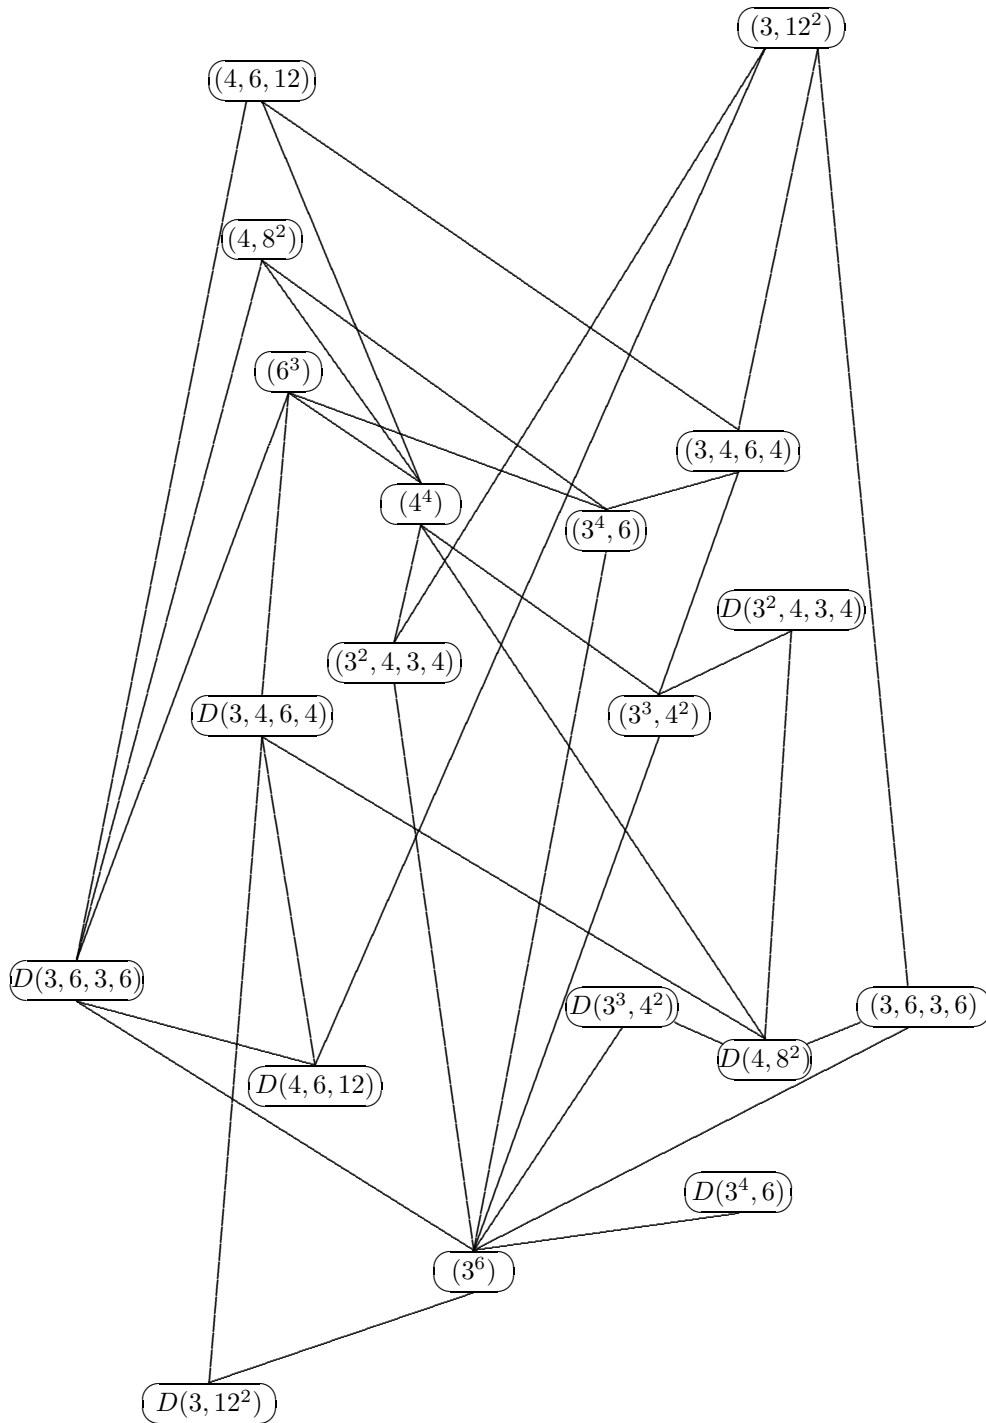 (3, 12²)
(4, 6, 12)
(4, 8²)
(6³)
(3, 4, 6, 4)
(4⁴)
(3⁴, 6)
D(3², 4, 3, 4)
(3², 4, 3, 4)
D(3, 4, 6, 4)
(3³, 4²)
D(3, 6, 3, 6)
D(3³, 4²)
(3, 6, 3, 6)
D(4, 8²)
D(4, 6, 12)
D(3⁴, 6)
(3⁶)
D(3, 12²)